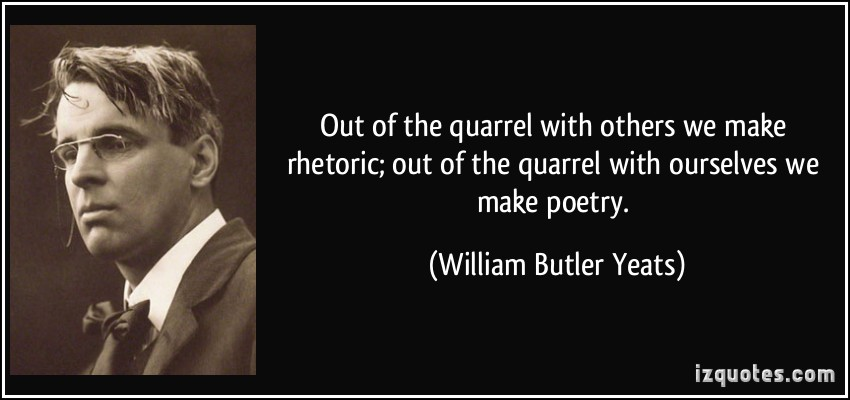 Out of the quarrel with others we make
rhetoric; out of the quarrel with ourselves we
make poetry.
(William Butler Yeats)
izquotes.com